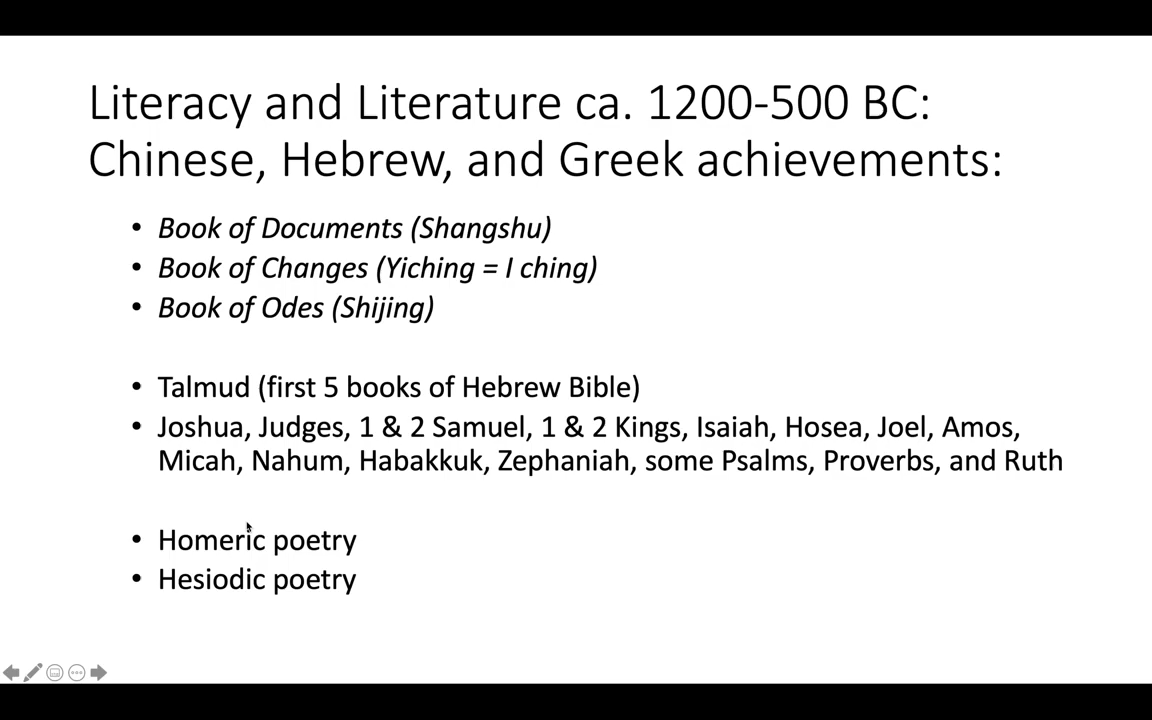 Literacy and Literature ca. 1200-500 BC:
Chinese, Hebrew, and Greek achievements:
• Book of Documents (Shangshu)
• Book of Changes (Yiching = I ching)
• Book of Odes (Shijing)
• Talmud (first 5 books of Hebrew Bible)
• Joshua, Judges, 1 & 2 Samuel, 1 & 2 Kings, Isaiah, Hosea, Joel, Amos,
Micah, Nahum, Habakkuk, Zephaniah, some Psalms, Proverbs, and Ruth
• Homeric poetry
• Hesiodic poetry